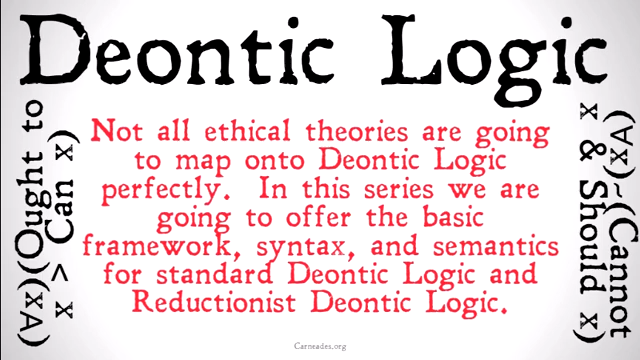 Deontic Logic
(∀x)(Ought to
x > Can x)
Not all ethical theories are going
to map onto Deontic Logic
perfectly. In this series we are
going to offer the basic
framework, syntax, and semantics
for standard Deontic Logic and
Reductionist Deontic Logic.
(∀x)~(Cannot
x & Should x)
Carneades.org